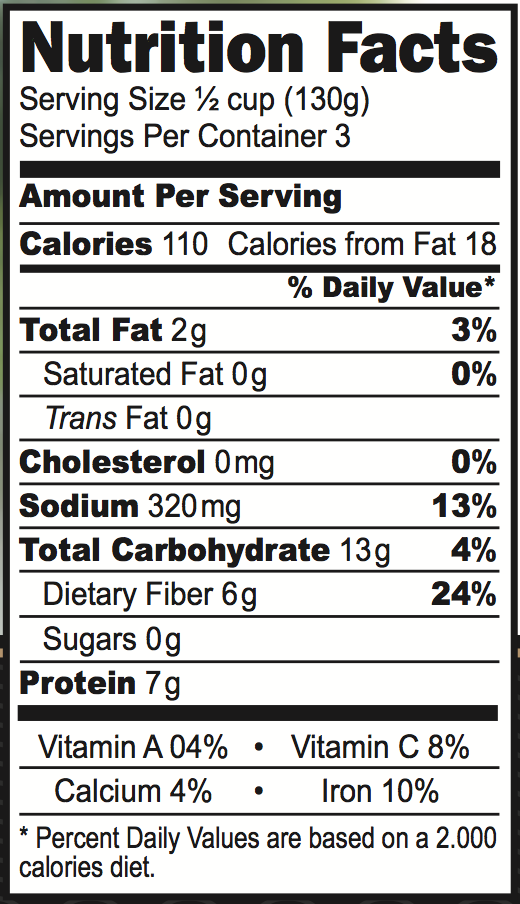 Nutrition Facts
Serving Size ½ cup (130g)
Servings Per Container 3
Amount Per Serving
Calories 110 Calories from Fat 18
% Daily Value*
Total Fat 2g 3%
Saturated Fat 0g 0%
Trans Fat 0g
Cholesterol 0mg 0%
Sodium 320mg 13%
Total Carbohydrate 13g 4%
Dietary Fiber 6g 24%
Sugars 0g
Protein 7g
Vitamin A 04% • Vitamin C 8%
Calcium 4% • Iron 10%
* Percent Daily Values are based on a 2.000
calories diet.